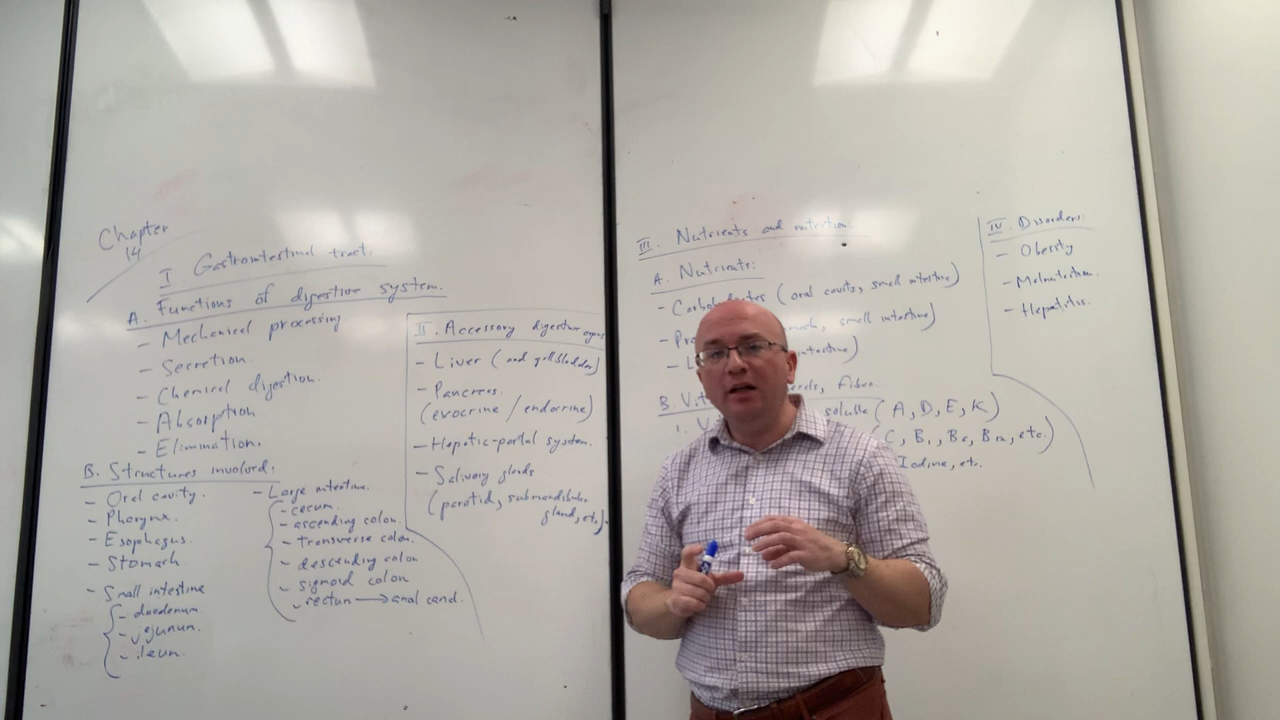 Chapter
14
I. Gastrointestinal tract:
A. Functions of digestive system.
- Mechanical processing
- Secretion.
- Chemical digestion.
- Absorption.
- Elimination.
B. Structures involved:
- Oral cavity.
- Pharynx.
- Esophagus.
- Stomach.
- Small intestine
- duodenum.
- jejunum.
- ileum.
- Large intestine.
- cecum.
- ascending colon.
- transverse colon.
- descending colon
- sigmoid colon
- rectum → anal canal.
II. Accessory digestive organs
- Liver (and gallbladder)
- Pancreas.
(exocrine / endocrine)
- Hepatic-portal system.
- Salivary glands
(parotid, submandibular
gland, etc.)
III. Nutrients and nutrition.
A. Nutrients:
- Carbohydrates (oral cavity, small intestine)
small intestine)
intestine)
B. fibre.
1. soluble (A, D, E, K)
C, B1, B6, B12, etc.)
Iodine, etc.
IV. Disorders:
- Obesity
- Malnutrition.
- Hepatitis.